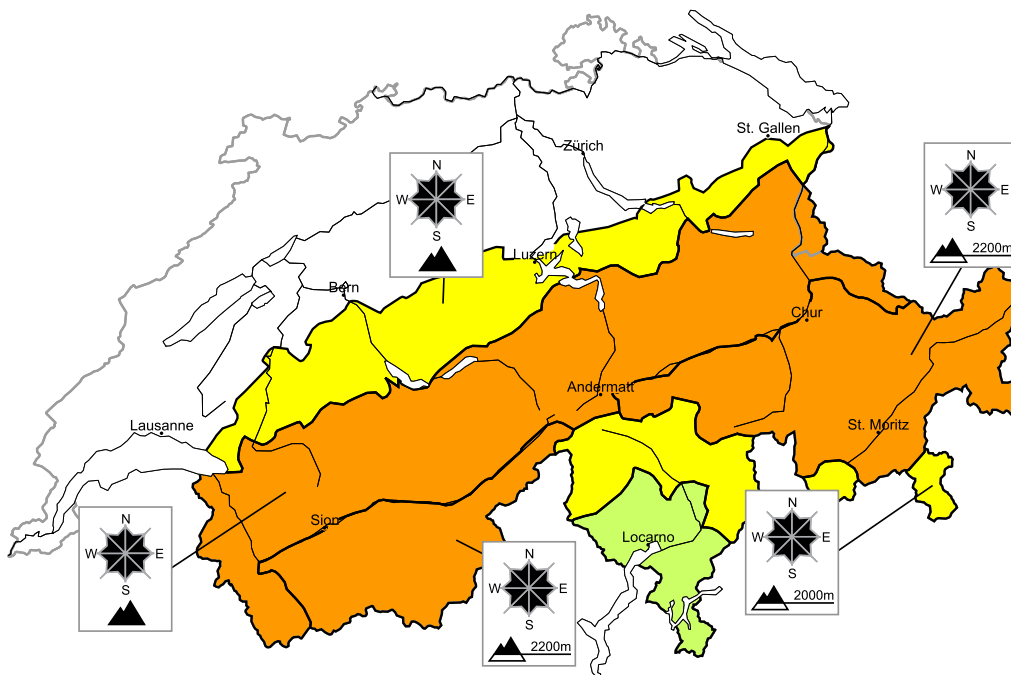 St. Gallen
Zürich
N
W E
S
N
W E
S
2200m
Luzern
Bern
Chur
Andermatt
Lausanne
St. Moritz
N
W E
S
2000m
N
W E
S
Sion
Locarno
N
W E
S
2200m